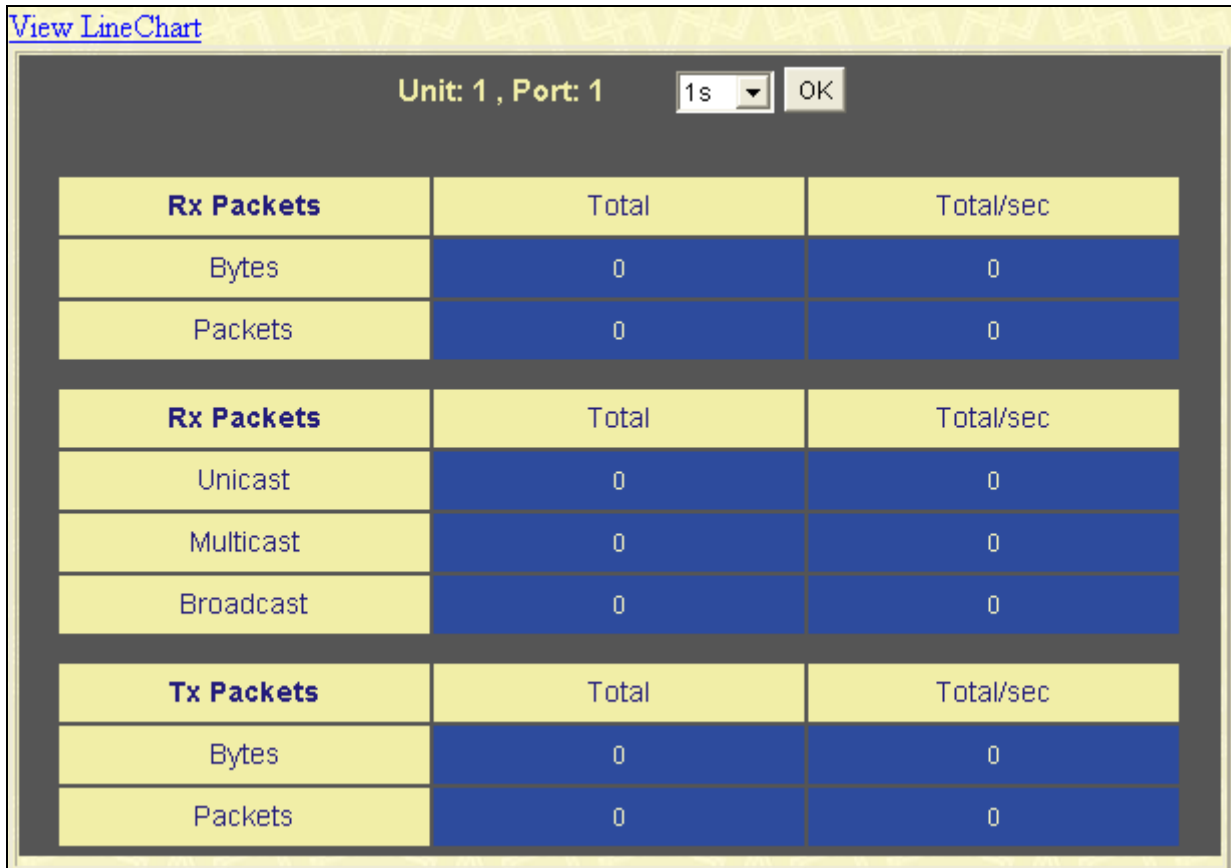 View LineChart
Unit: 1 , Port: 1 1s OK
Rx Packets Total Total/sec
Bytes 0 0
Packets 0 0
Rx Packets Total Total/sec
Unicast 0 0
Multicast 0 0
Broadcast 0 0
Tx Packets Total Total/sec
Bytes 0 0
Packets 0 0